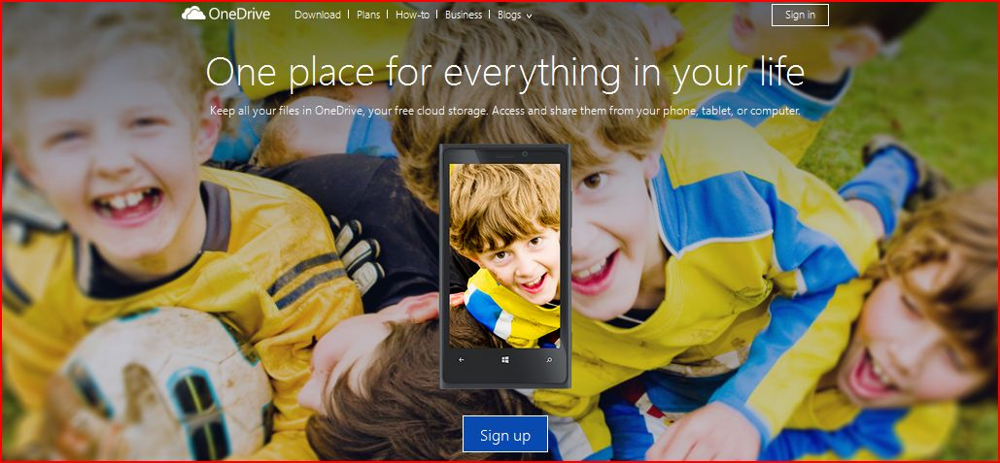 OneDrive
Download | Plans | How-to | Business | Blogs
Sign in
One place for everything in your life
Keep all your files in OneDrive, your free cloud storage. Access and share them from your phone, tablet, or computer.
Sign up